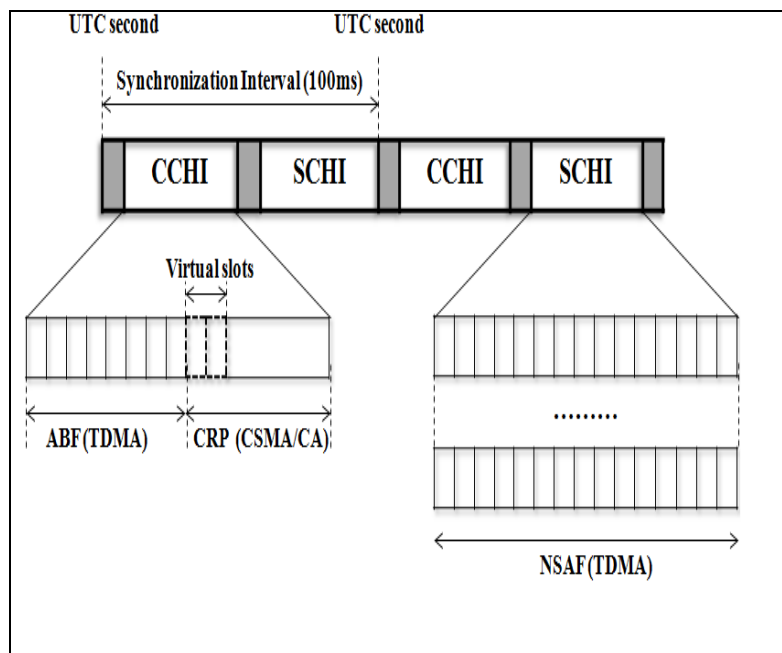 UTC second UTC second
Synchronization Interval (100ms)
CCHI SCHI CCHI SCHI
Virtual slots
.........
ABF (TDMA) CRP (CSMA/CA)
NSAF (TDMA)